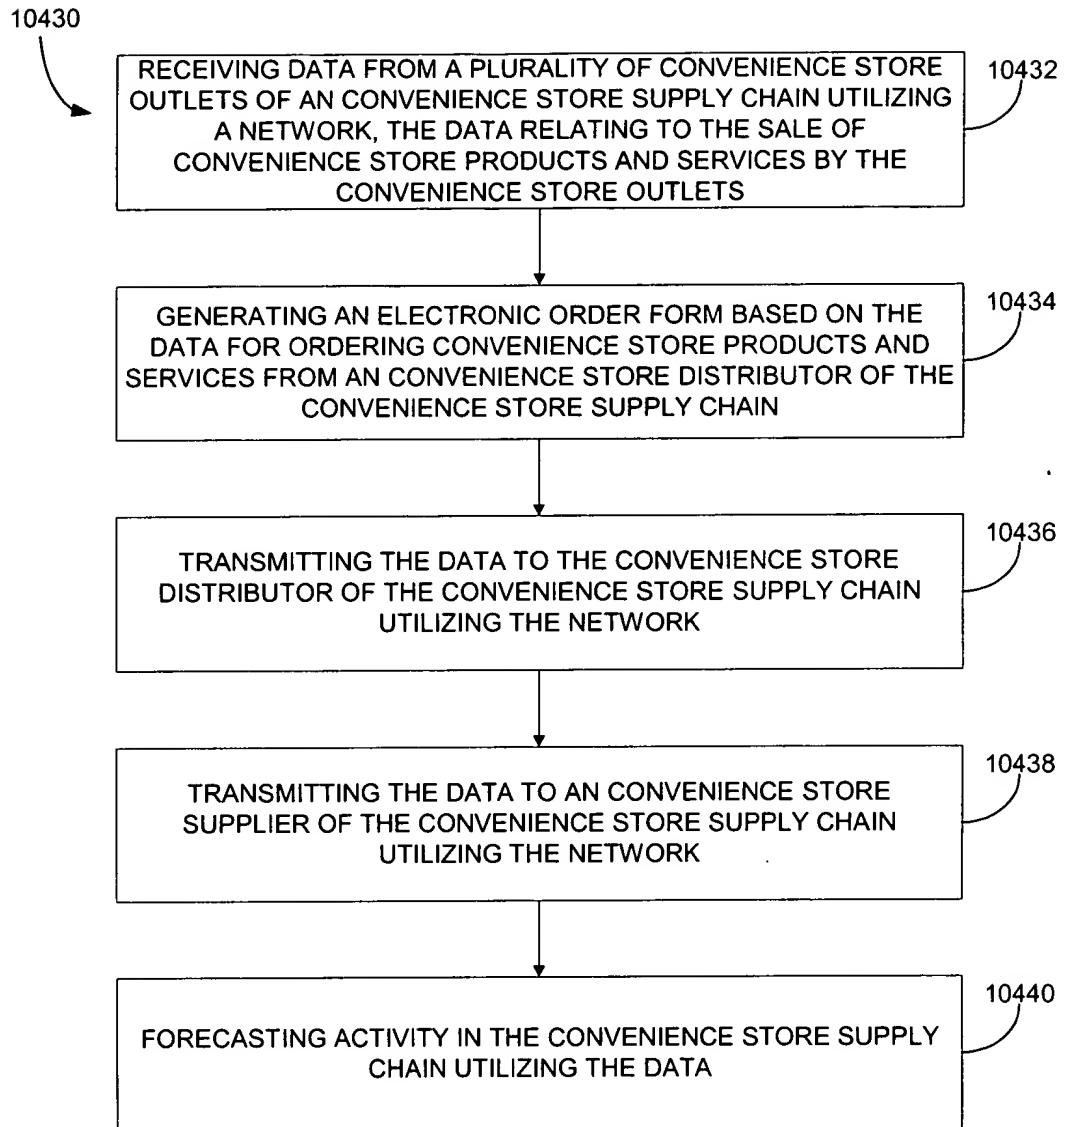 10430
RECEIVING DATA FROM A PLURALITY OF CONVENIENCE STORE
OUTLETS OF AN CONVENIENCE STORE SUPPLY CHAIN UTILIZING
A NETWORK, THE DATA RELATING TO THE SALE OF
CONVENIENCE STORE PRODUCTS AND SERVICES BY THE
CONVENIENCE STORE OUTLETS
10432
GENERATING AN ELECTRONIC ORDER FORM BASED ON THE
DATA FOR ORDERING CONVENIENCE STORE PRODUCTS AND
SERVICES FROM AN CONVENIENCE STORE DISTRIBUTOR OF THE
CONVENIENCE STORE SUPPLY CHAIN
10434
TRANSMITTING THE DATA TO THE CONVENIENCE STORE
DISTRIBUTOR OF THE CONVENIENCE STORE SUPPLY CHAIN
UTILIZING THE NETWORK
10436
TRANSMITTING THE DATA TO AN CONVENIENCE STORE
SUPPLIER OF THE CONVENIENCE STORE SUPPLY CHAIN
UTILIZING THE NETWORK
10438
FORECASTING ACTIVITY IN THE CONVENIENCE STORE SUPPLY
CHAIN UTILIZING THE DATA
10440